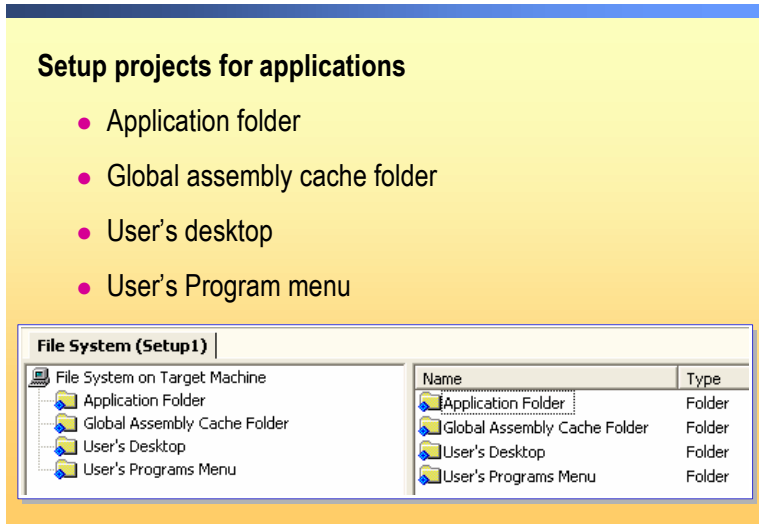 Setup projects for applications
Application folder
Global assembly cache folder
User's desktop
User's Program menu
File System (Setup1)
File System on Target Machine
Application Folder
Global Assembly Cache Folder
User's Desktop
User's Programs Menu
Name Type
Application Folder Folder
Global Assembly Cache Folder Folder
User's Desktop Folder
User's Programs Menu Folder